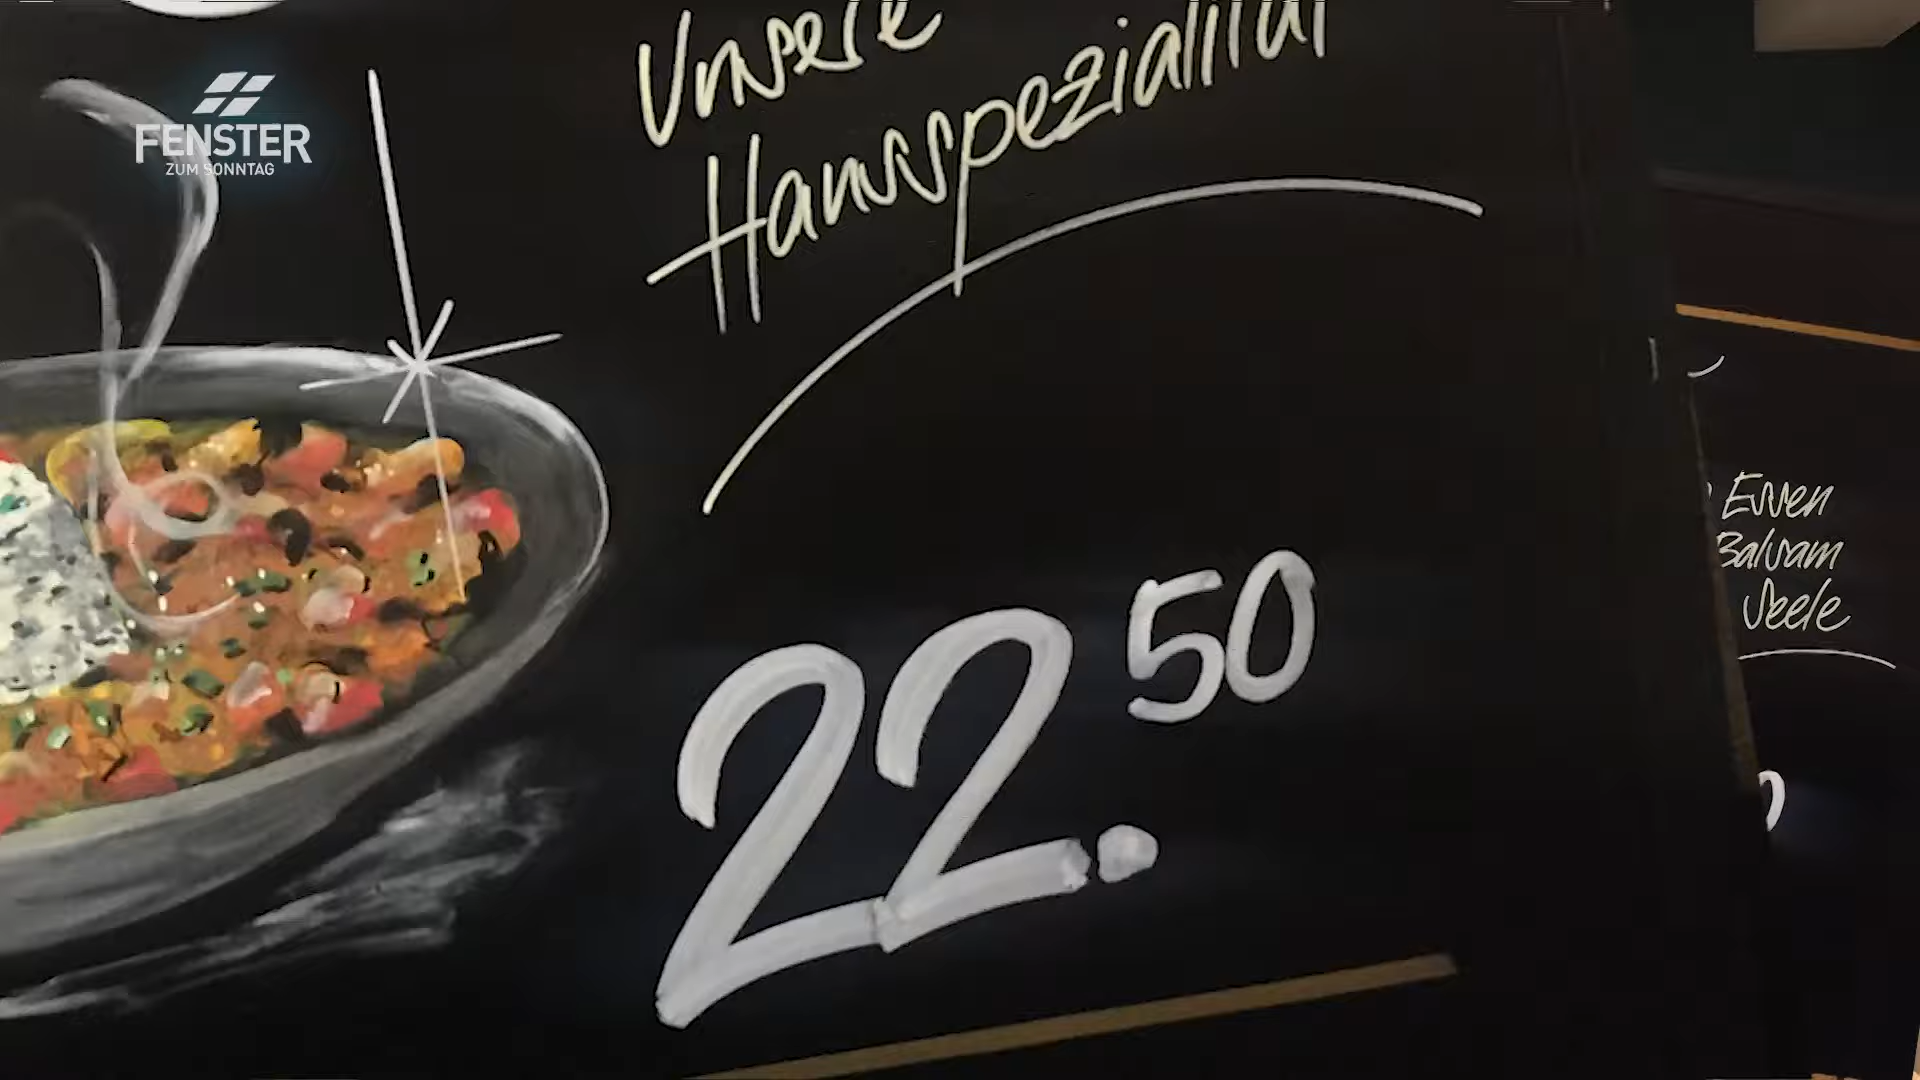 FENSTER
ZUM SONNTAG
Unsere
Hausspezialität
22.50
Essen
Balsam
Seele